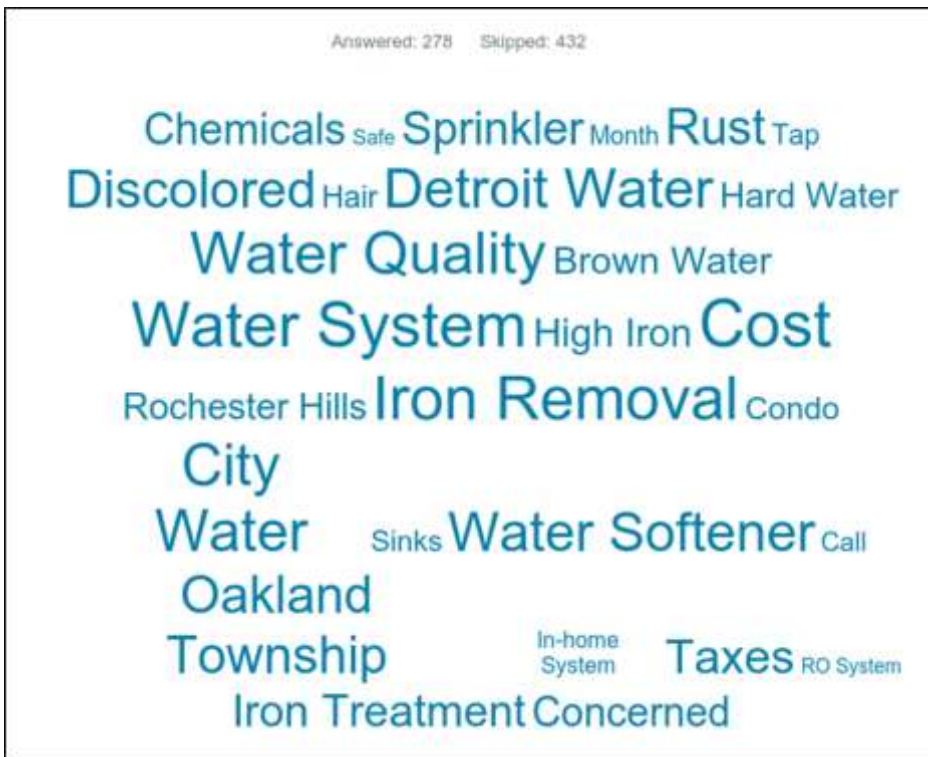 Answered: 278 Skipped: 432
Chemicals Safe Sprinkler Month Rust Tap
Discolored Hair Detroit Water Hard Water
Water Quality Brown Water
Water System High Iron Cost
Rochester Hills Iron Removal Condo
City
Water Sinks Water Softener Call
Oakland
Township In-home System Taxes RO System
Iron Treatment Concerned